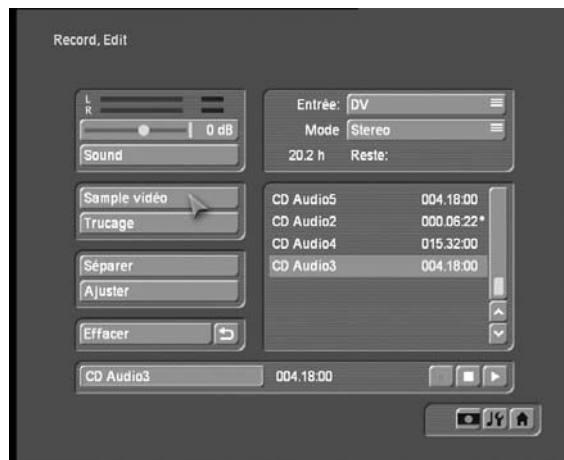 Record, Edit
L
R
0 dB
Sound
Entrée: DV
Mode Stereo
20.2 h Reste:
Sample vidéo
Trucage
Séparer
Ajuster
Effacer
CD Audio5 004.18:00
CD Audio2 000.06:22*
CD Audio4 015.32:00
CD Audio3 004.18:00
CD Audio3 004.18:00